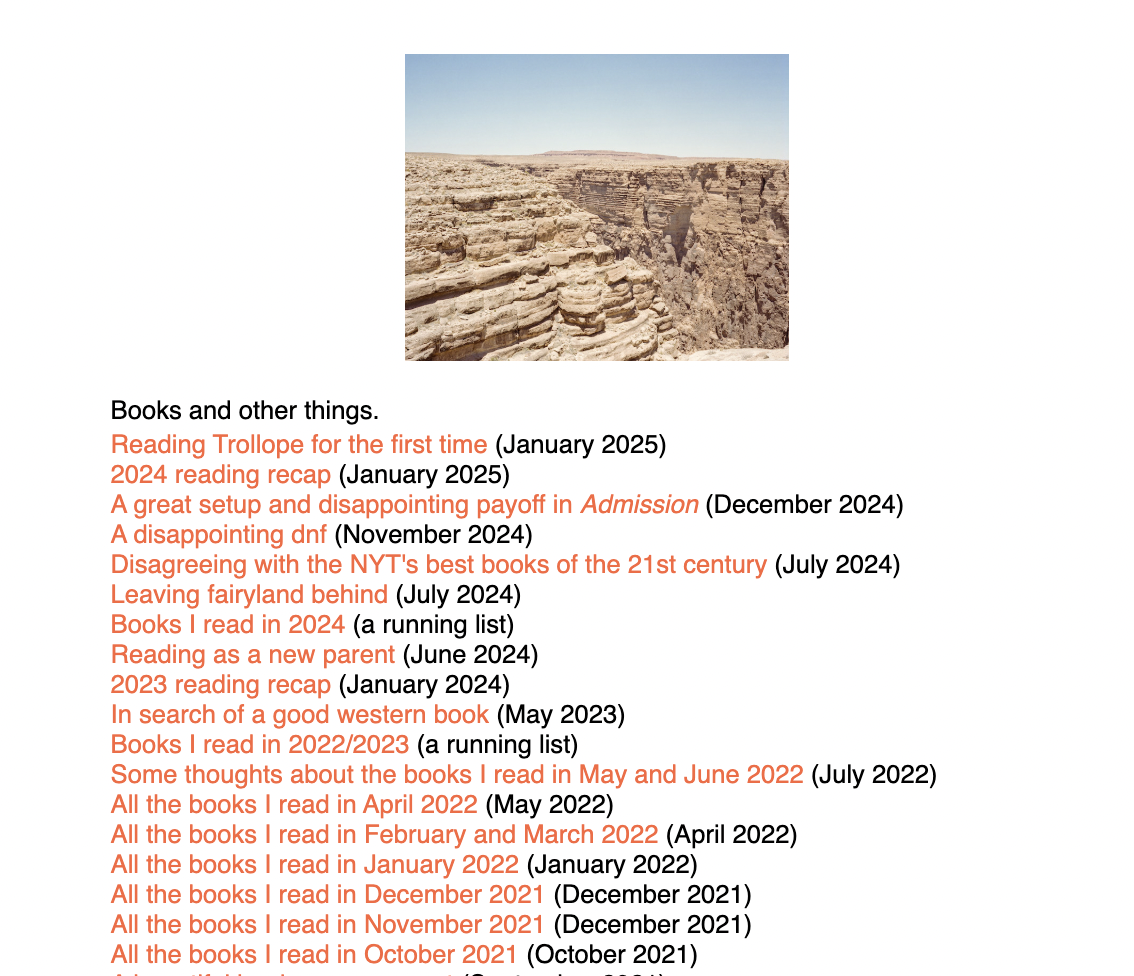 Books and other things.
Reading Trollope for the first time (January 2025)
2024 reading recap (January 2025)
A great setup and disappointing payoff in Admission (December 2024)
A disappointing dnf (November 2024)
Disagreeing with the NYT's best books of the 21st century (July 2024)
Leaving fairyland behind (July 2024)
Books I read in 2024 (a running list)
Reading as a new parent (June 2024)
2023 reading recap (January 2024)
In search of a good western book (May 2023)
Books I read in 2022/2023 (a running list)
Some thoughts about the books I read in May and June 2022 (July 2022)
All the books I read in April 2022 (May 2022)
All the books I read in February and March 2022 (April 2022)
All the books I read in January 2022 (January 2022)
All the books I read in December 2021 (December 2021)
All the books I read in November 2021 (December 2021)
All the books I read in October 2021 (October 2021)